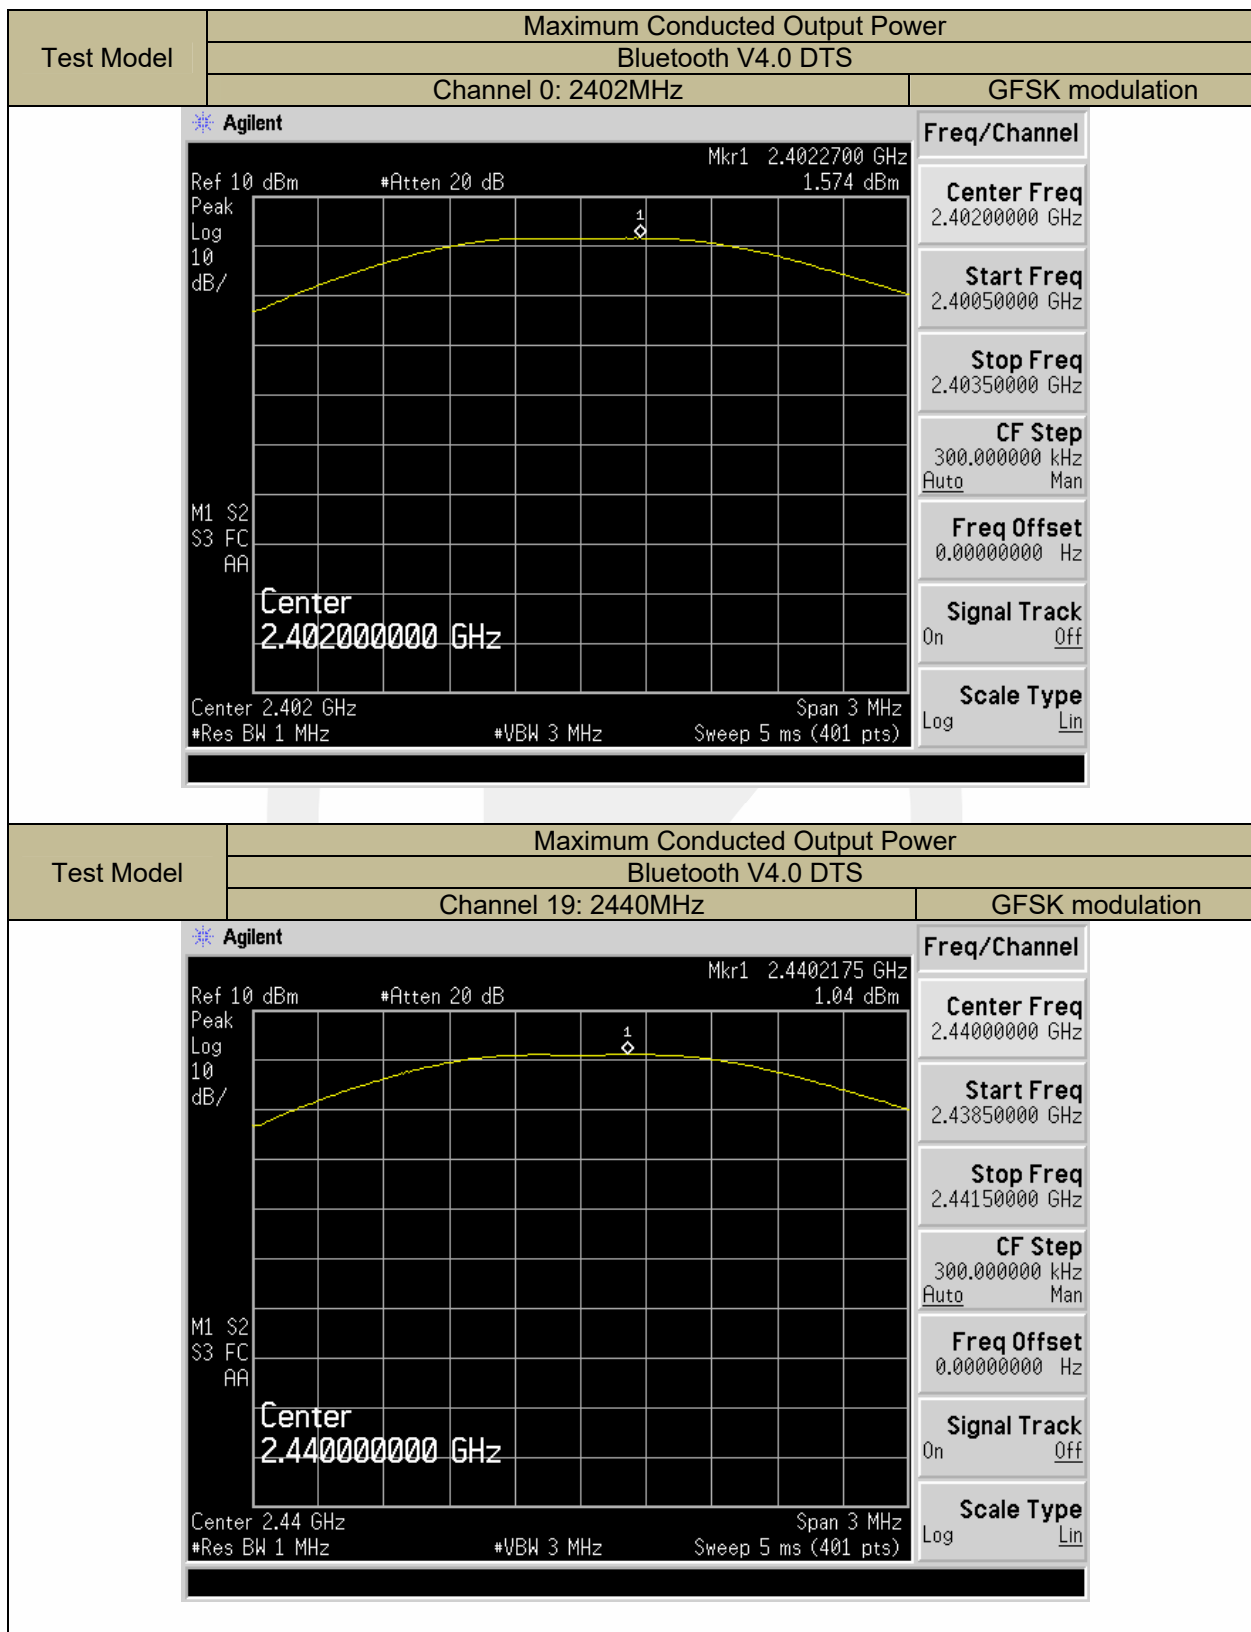 Test Model
Maximum Conducted Output Power
Bluetooth V4.0 DTS
Channel 0: 2402MHz
GFSK modulation
Agilent
Freq/Channel
Mkr1 2.4022700 GHz
Ref 10 dBm #Atten 20 dB 1.574 dBm
Peak
Log
10
dB/
1
Center Freq
2.40200000 GHz
Start Freq
2.40050000 GHz
Stop Freq
2.40350000 GHz
CF Step
300.000000 kHz
Auto Man
M1 S2
S3 FC
AA
Freq Offset
0.00000000 Hz
Center
2.402000000 GHz
Signal Track
On Off
Center 2.402 GHz Span 3 MHz
#Res BW 1 MHz #VBW 3 MHz Sweep 5 ms (401 pts)
Scale Type
Log Lin
Test Model
Maximum Conducted Output Power
Bluetooth V4.0 DTS
Channel 19: 2440MHz
GFSK modulation
Agilent
Freq/Channel
Mkr1 2.4402175 GHz
Ref 10 dBm #Atten 20 dB 1.04 dBm
Peak
Log
10
dB/
1
Center Freq
2.44000000 GHz
Start Freq
2.43850000 GHz
Stop Freq
2.44150000 GHz
CF Step
300.000000 kHz
Auto Man
M1 S2
S3 FC
AA
Freq Offset
0.00000000 Hz
Center
2.440000000 GHz
Signal Track
On Off
Center 2.44 GHz Span 3 MHz
#Res BW 1 MHz #VBW 3 MHz Sweep 5 ms (401 pts)
Scale Type
Log Lin